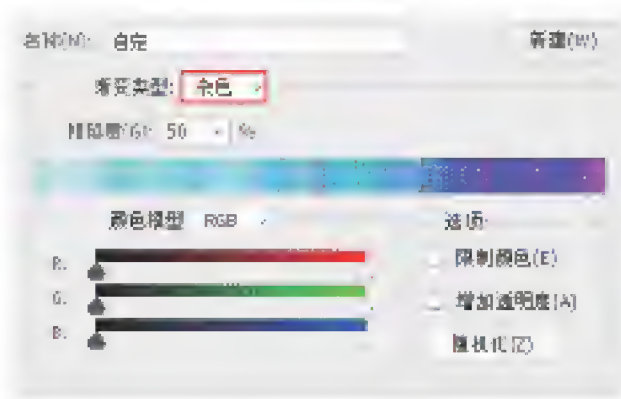 名称(N): 自定 新建(W)
渐变类型: 杂色
粗糙度(G): 50 %
颜色模型 RGB 选项:
R: 限制颜色(E)
G: 增加透明度(A)
B: 随机化(Z)